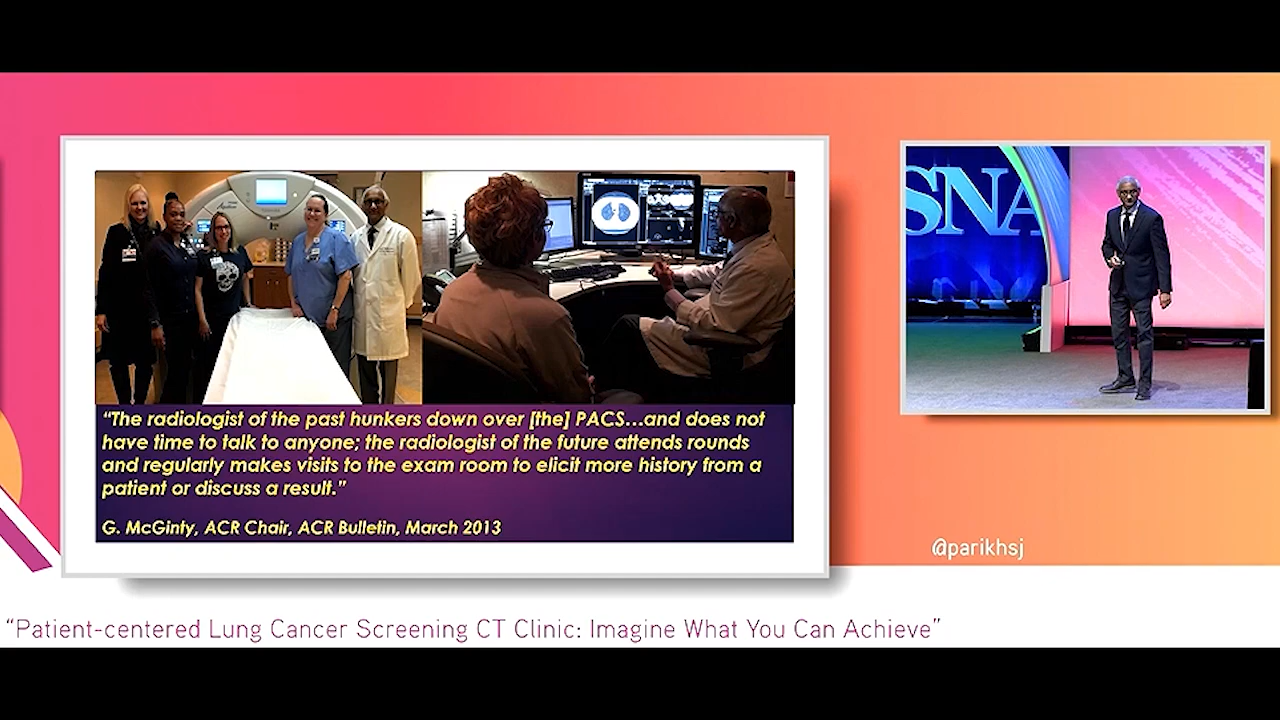 SNA
“The radiologist of the past hunkers down over [the] PACS...and does not
have time to talk to anyone; the radiologist of the future attends rounds
and regularly makes visits to the exam room to elicit more history from a
patient or discuss a result.”
G. McGinty, ACR Chair, ACR Bulletin, March 2013
@parikhsj
“Patient-centered Lung Cancer Screening CT Clinic: Imagine What You Can Achieve”